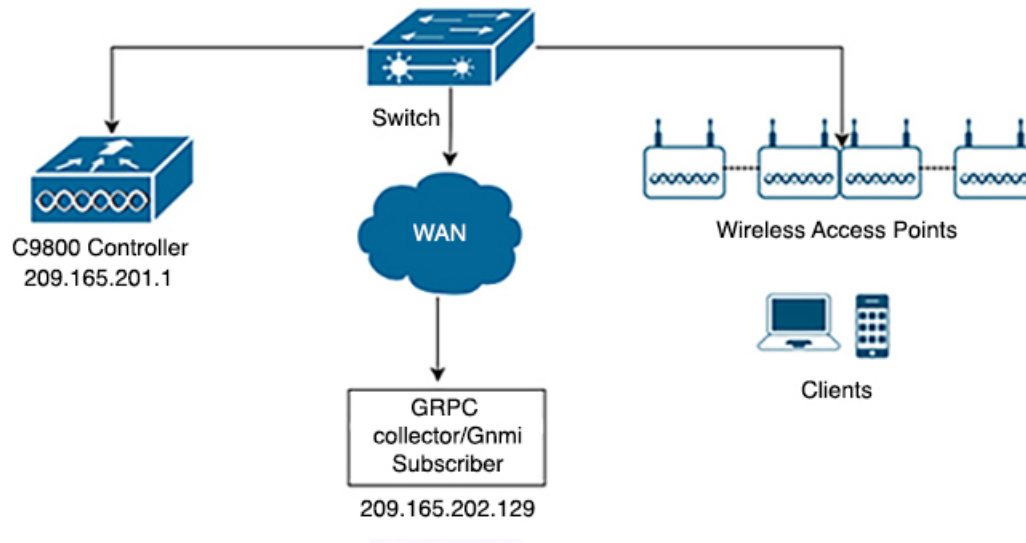 Switch
WAN
C9800 Controller
209.165.201.1
Wireless Access Points
Clients
GRPC
collector/Gnmi
Subscriber
209.165.202.129